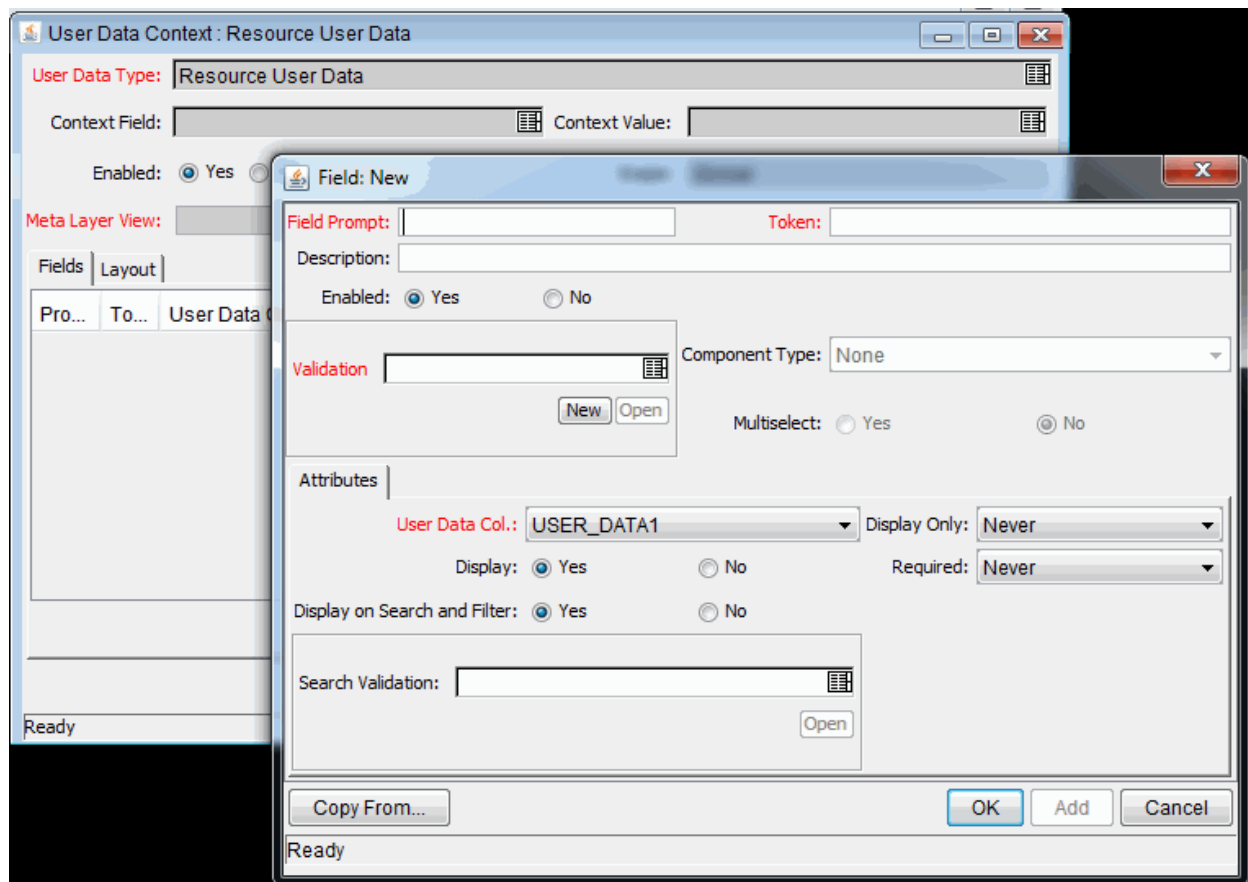 User Data Context : Resource User Data
User Data Type: Resource User Data
Context Field: Context Value:
Enabled: Yes
Field: New
Meta Layer View:
Field Prompt: Token:
Description:
Fields Layout
Enabled: Yes No
Pro... To... User Data
Validation
Component Type: None
New Open
Multiselect: Yes No
Attributes
User Data Col.: USER_DATA1 Display Only: Never
Display: Yes No Required: Never
Display on Search and Filter: Yes No
Search Validation:
Open
Ready
Copy From... OK Add Cancel
Ready